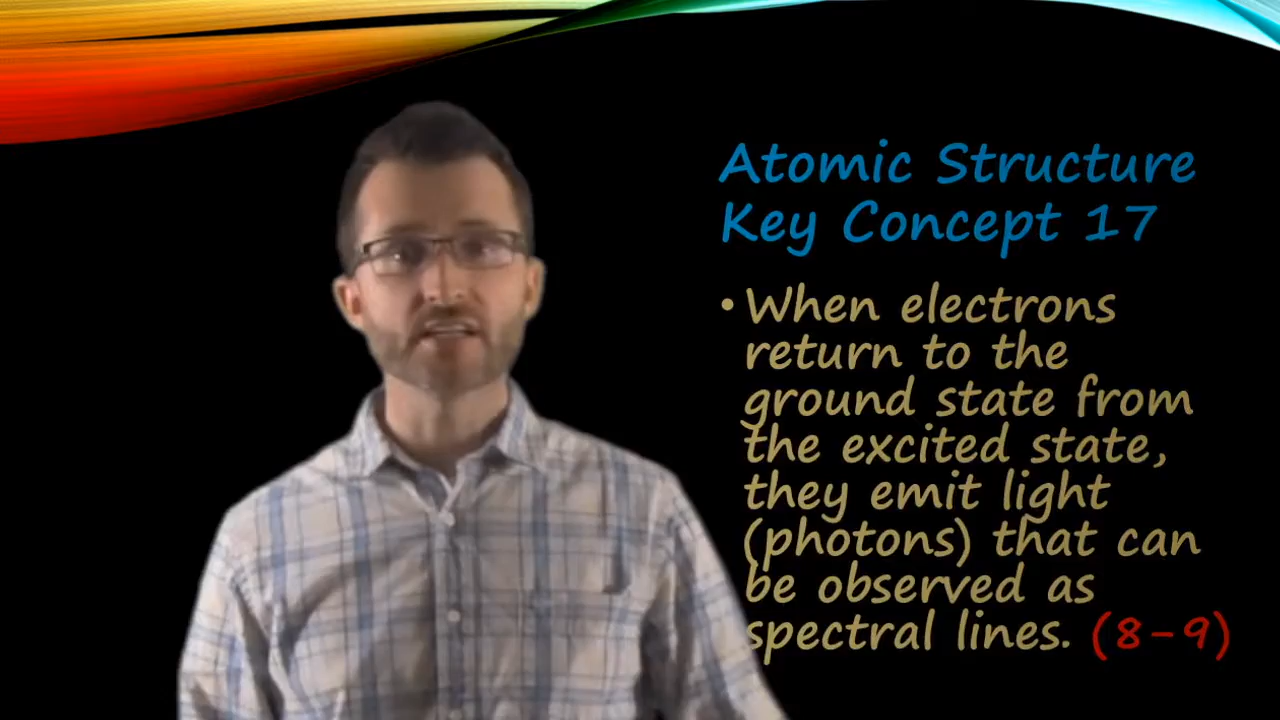 Atomic Structure
Key Concept 17
•When electrons
return to the
ground state from
the excited state,
they emit light
(photons) that can
be observed as
spectral lines. (8-9)